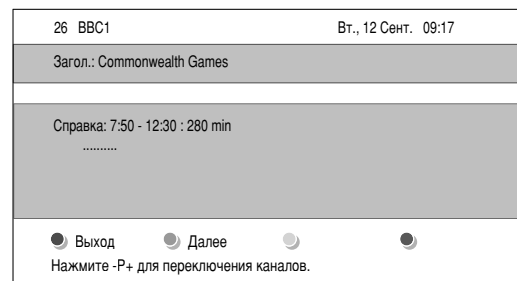 26 BBC1 Вт., 12 Сент. 09:17
Загол.: Commonwealth Games
Справка: 7:50 - 12:30 : 280 min
..........
Выход Далее
Нажмите -P+ для переключения каналов.